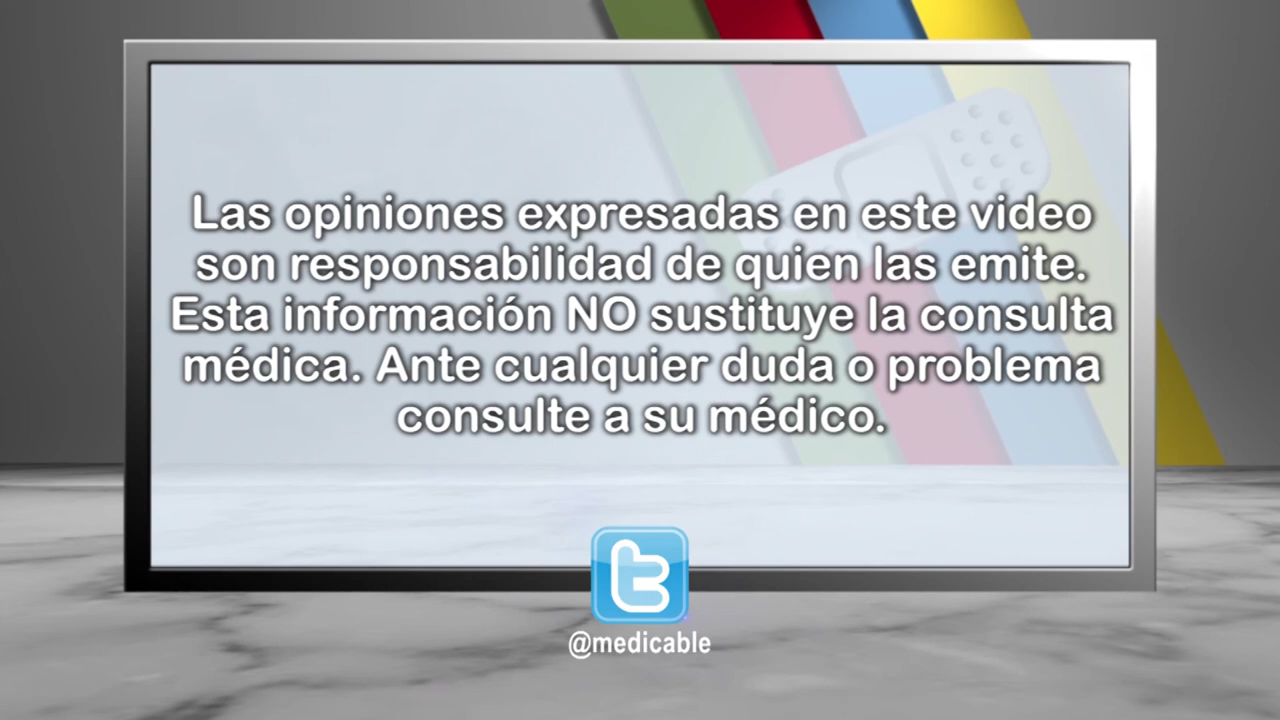 Las opiniones expresadas en este video
son responsabilidad de quien las emite.
Esta información NO sustituye la consulta
médica. Ante cualquier duda o problema
consulte a su médico.
@medicable